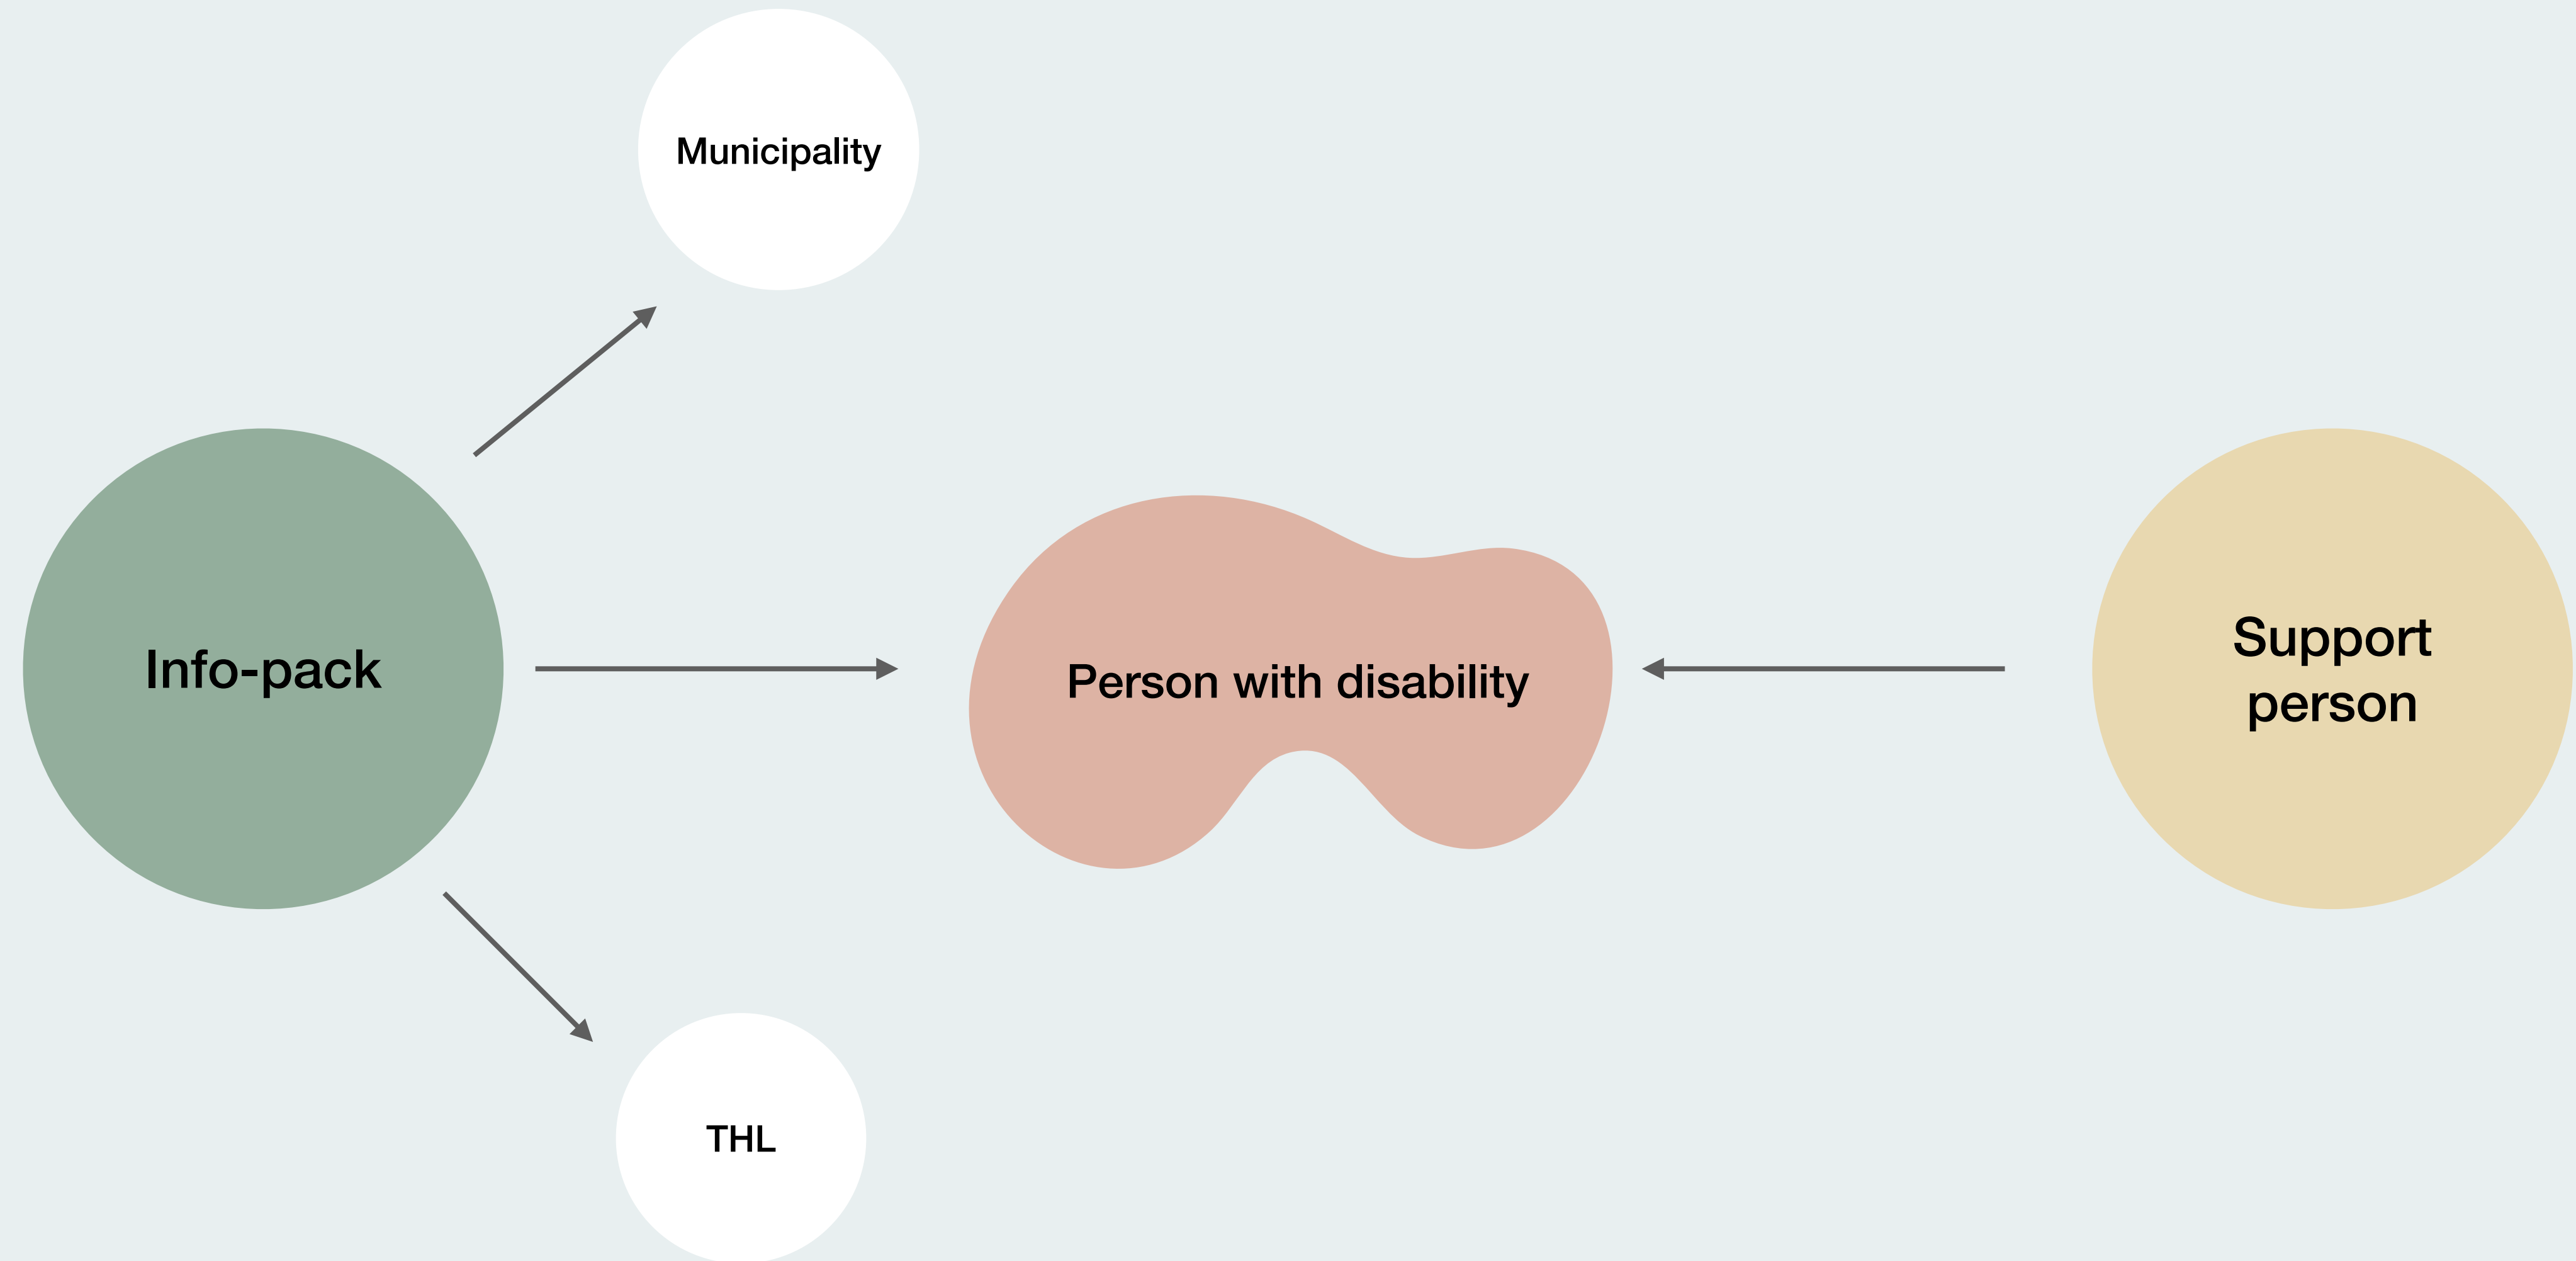 Municipality
Info-pack
Person with disability
Support
person
THL